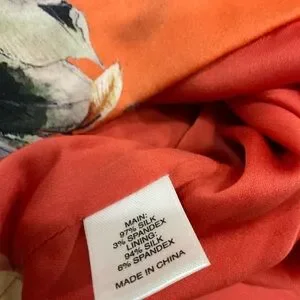 MAIN:
97% SILK
3% SPANDEX
LINING:
94% SILK
6% SPANDEX
MADE IN CHINA